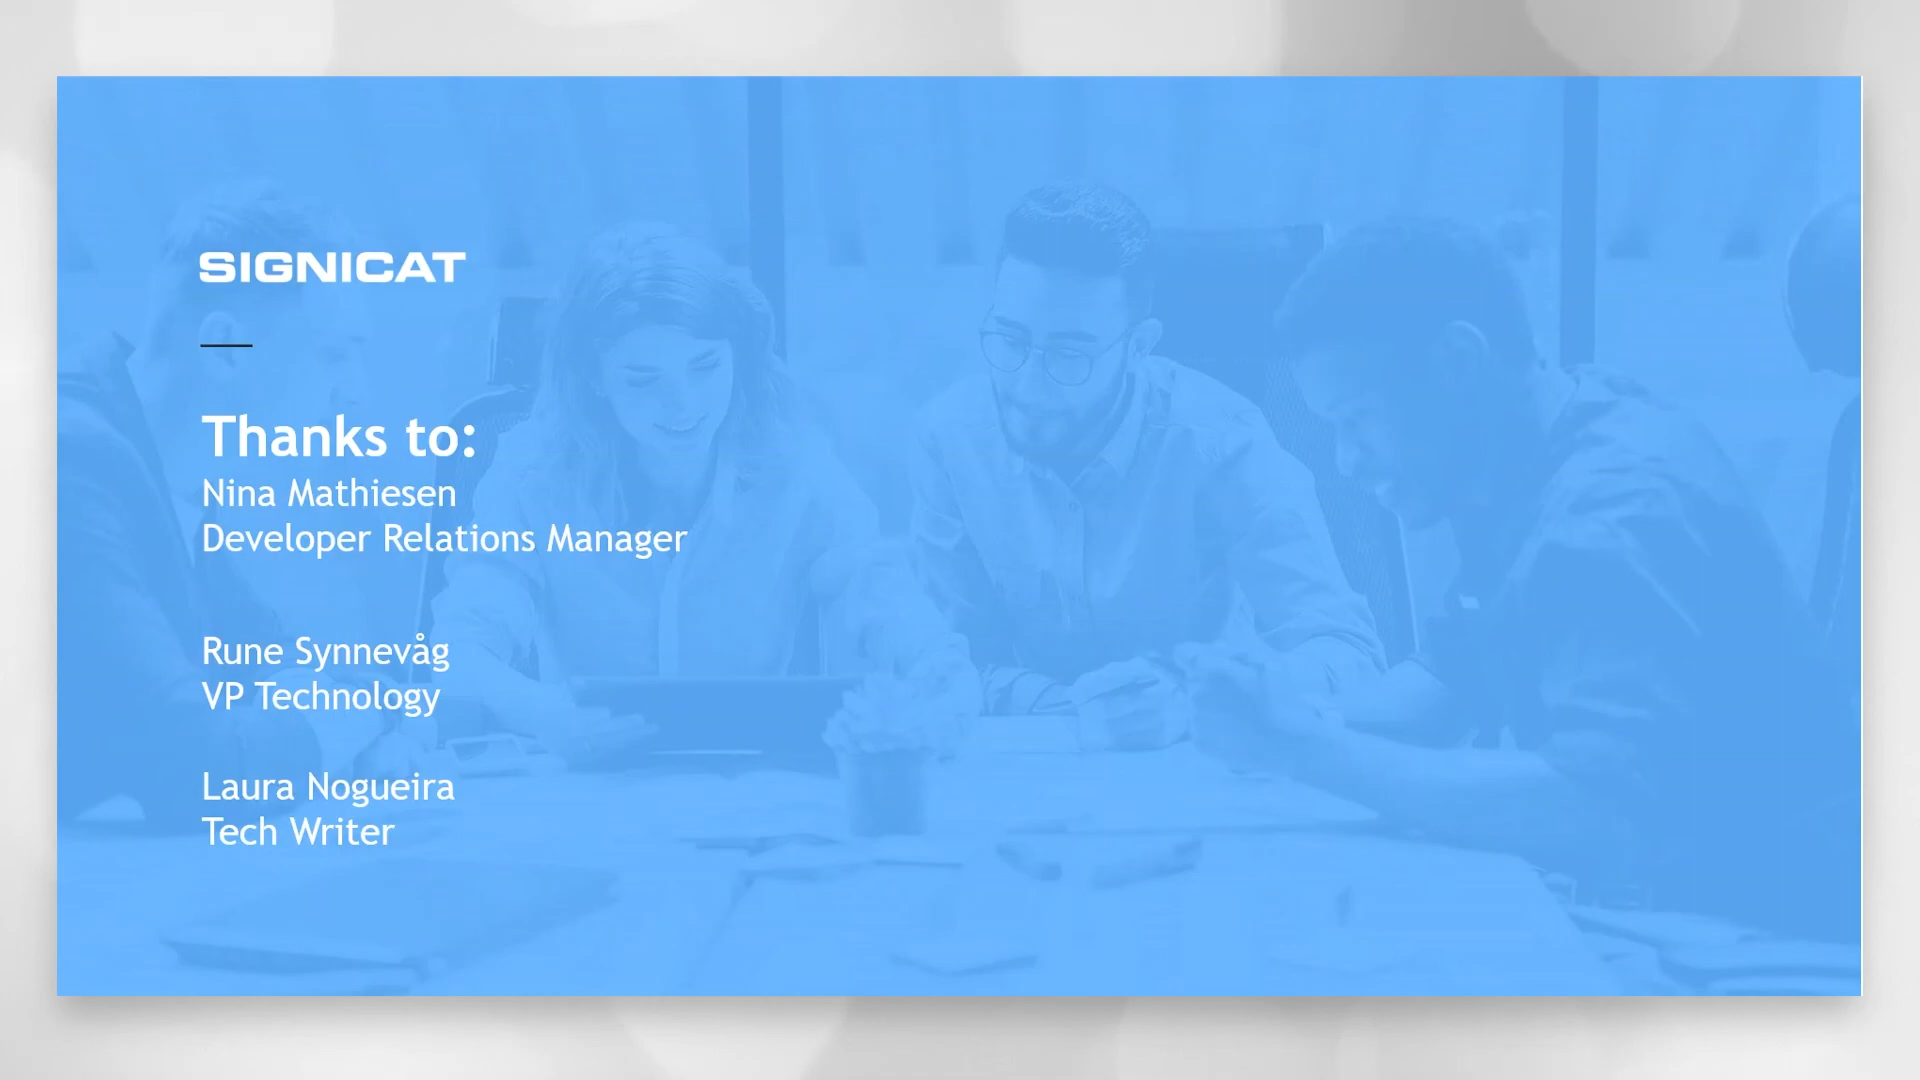 SIGNICAT
Thanks to:
Nina Mathiesen
Developer Relations Manager
Rune Synnevåg
VP Technology
Laura Nogueira
Tech Writer